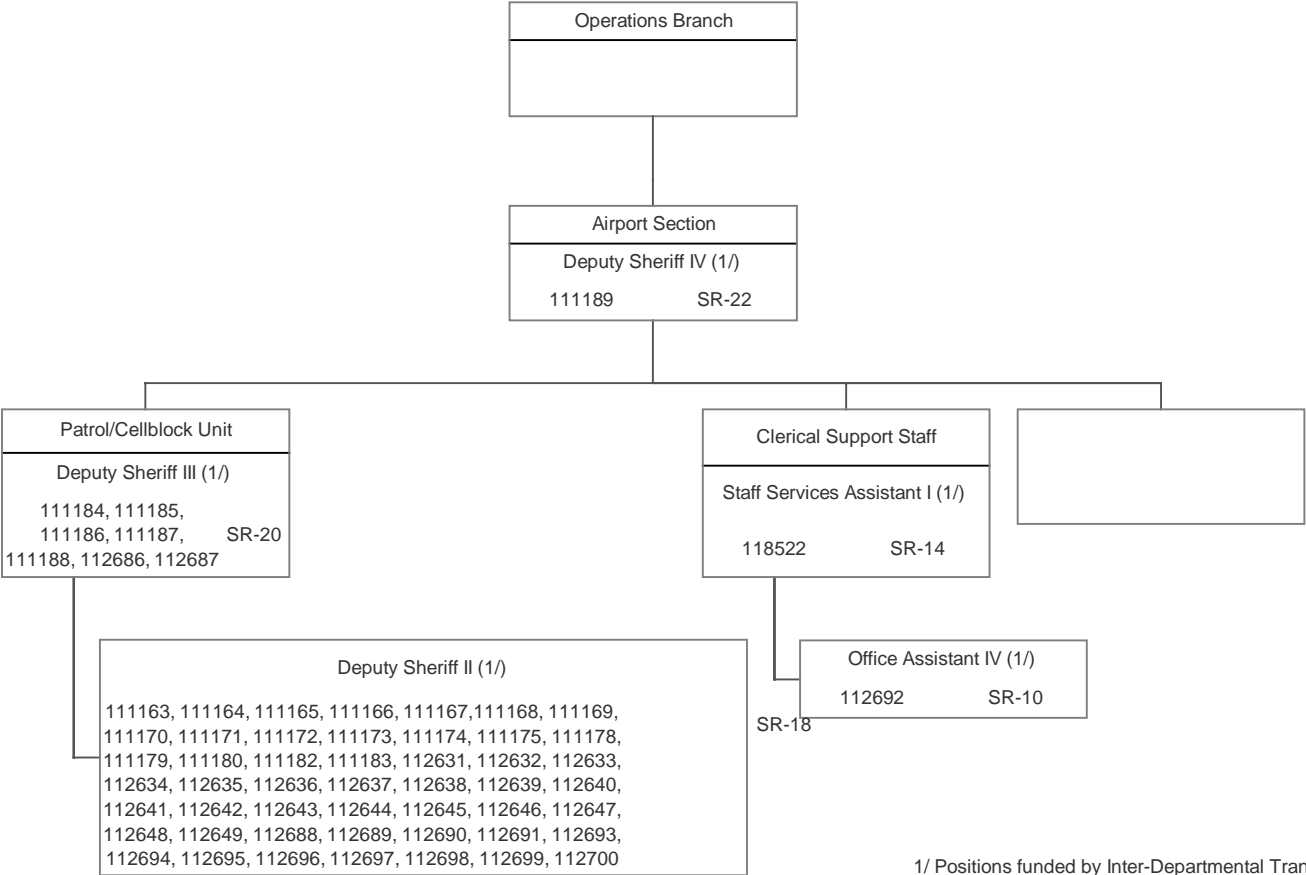 Operations Branch
Airport Section
Deputy Sheriff IV (1/)
111189 SR-22
Patrol/Cellblock Unit
Deputy Sheriff III (1/)
111184, 111185,
111186, 111187, SR-20
111188, 112686, 112687
Clerical Support Staff
Staff Services Assistant I (1/)
118522 SR-14
Deputy Sheriff II (1/)
111163, 111164, 111165, 111166, 111167,111168, 111169,
111170, 111171, 111172, 111173, 111174, 111175, 111178,
111179, 111180, 111182, 111183, 112631, 112632, 112633,
112634, 112635, 112636, 112637, 112638, 112639, 112640,
112641, 112642, 112643, 112644, 112645, 112646, 112647,
112648, 112649, 112688, 112689, 112690, 112691, 112693,
112694, 112695, 112696, 112697, 112698, 112699, 112700
SR-18
Office Assistant IV (1/)
112692 SR-10
1/ Positions funded by Inter-Departmental Tran